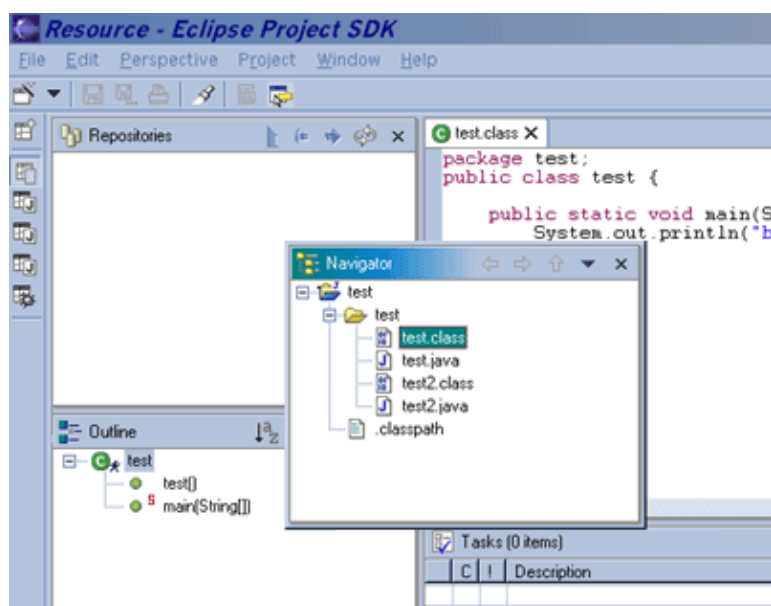 Resource - Eclipse Project SDK
File Edit Perspective Project Window Help
Repositories
test.class
package test;
public class test {
public static void main(S
System.out.println("h
Navigator
test
test
test.class
test.java
test2.class
test2.java
.classpath
Outline
test
test()
main(String[])
Tasks (0 items)
C ! Description